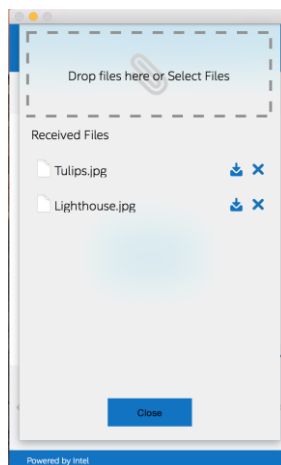 Drop files here or Select Files
Received Files
Tulips.jpg
Lighthouse.jpg
Close
Powered by Intel